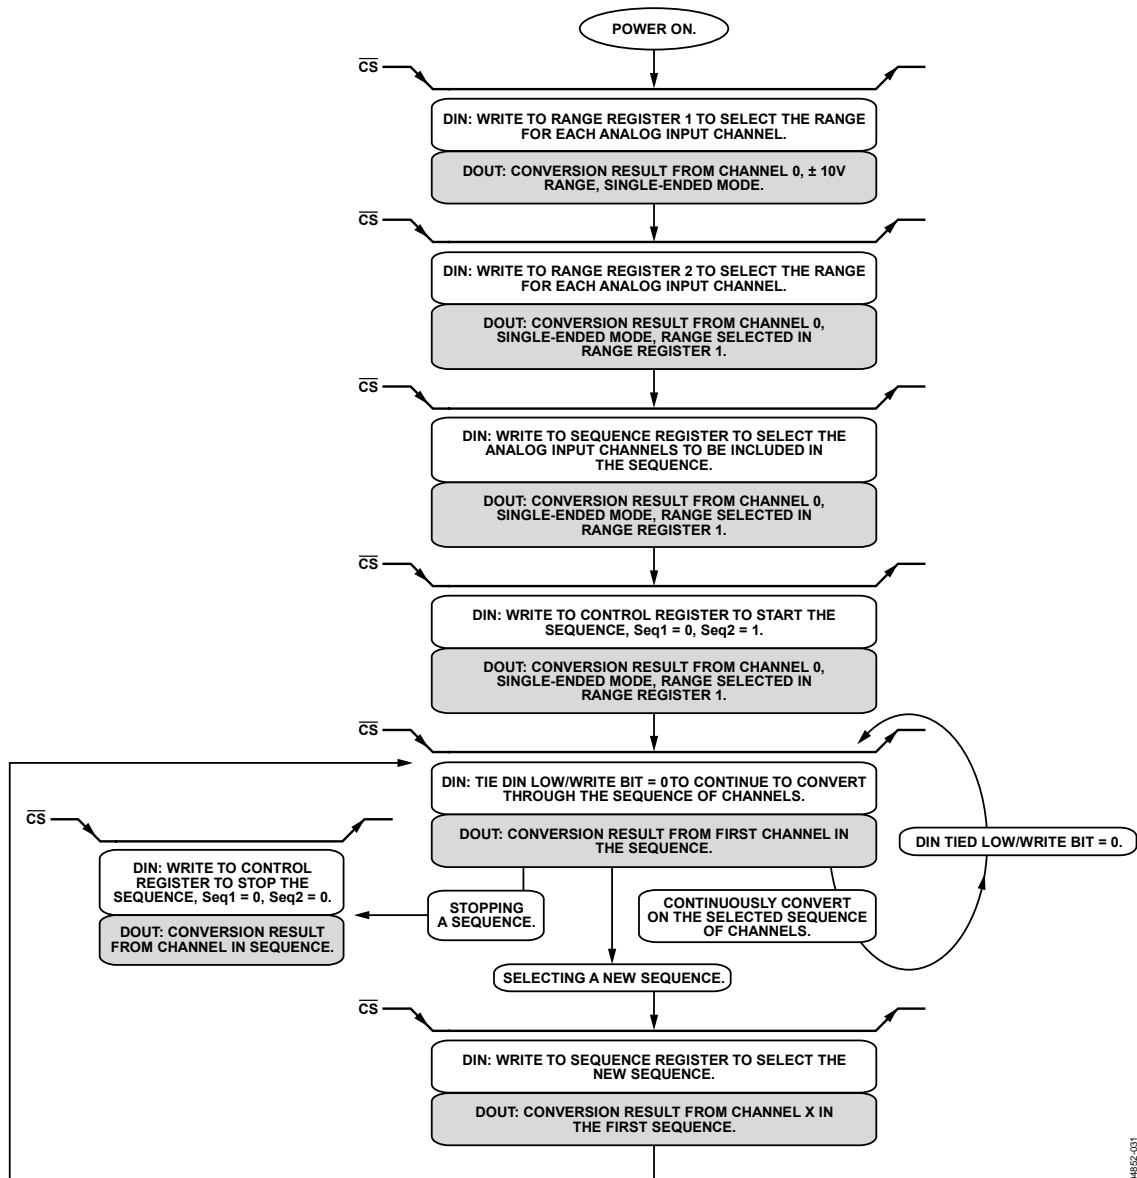 POWER ON.
CS
DIN: WRITE TO RANGE REGISTER 1 TO SELECT THE RANGE
FOR EACH ANALOG INPUT CHANNEL.
DOUT: CONVERSION RESULT FROM CHANNEL 0, ± 10V
RANGE, SINGLE-ENDED MODE.
CS
DIN: WRITE TO RANGE REGISTER 2 TO SELECT THE RANGE
FOR EACH ANALOG INPUT CHANNEL.
DOUT: CONVERSION RESULT FROM CHANNEL 0,
SINGLE-ENDED MODE, RANGE SELECTED IN
RANGE REGISTER 1.
CS
DIN: WRITE TO SEQUENCE REGISTER TO SELECT THE
ANALOG INPUT CHANNELS TO BE INCLUDED IN
THE SEQUENCE.
DOUT: CONVERSION RESULT FROM CHANNEL 0,
SINGLE-ENDED MODE, RANGE SELECTED IN
RANGE REGISTER 1.
CS
DIN: WRITE TO CONTROL REGISTER TO START THE
SEQUENCE, Seq1 = 0, Seq2 = 1.
DOUT: CONVERSION RESULT FROM CHANNEL 0,
SINGLE-ENDED MODE, RANGE SELECTED IN
RANGE REGISTER 1.
CS
DIN: TIE DIN LOW/WRITE BIT = 0 TO CONTINUE TO CONVERT
THROUGH THE SEQUENCE OF CHANNELS.
DOUT: CONVERSION RESULT FROM FIRST CHANNEL IN
THE SEQUENCE.
DIN TIED LOW/WRITE BIT = 0.
CS
DIN: WRITE TO CONTROL
REGISTER TO STOP THE
SEQUENCE, Seq1 = 0, Seq2 = 0.
DOUT: CONVERSION RESULT
FROM CHANNEL IN SEQUENCE.
STOPPING
A SEQUENCE.
CONTINUOUSLY CONVERT
ON THE SELECTED SEQUENCE
OF CHANNELS.
SELECTING A NEW SEQUENCE.
CS
DIN: WRITE TO SEQUENCE REGISTER TO SELECT THE
NEW SEQUENCE.
DOUT: CONVERSION RESULT FROM CHANNEL X IN
THE FIRST SEQUENCE.
04852-031